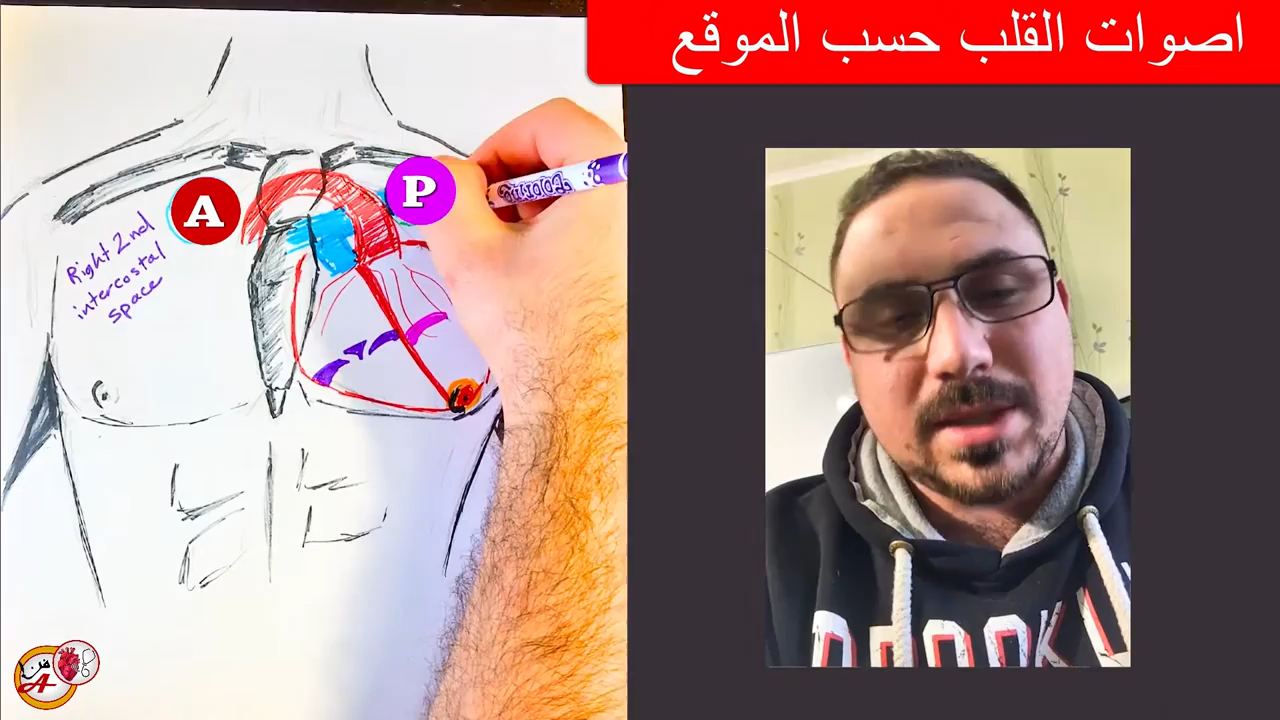 اصوات القلب حسب الموقع
A
P
Right 2nd
intercostal
space
A